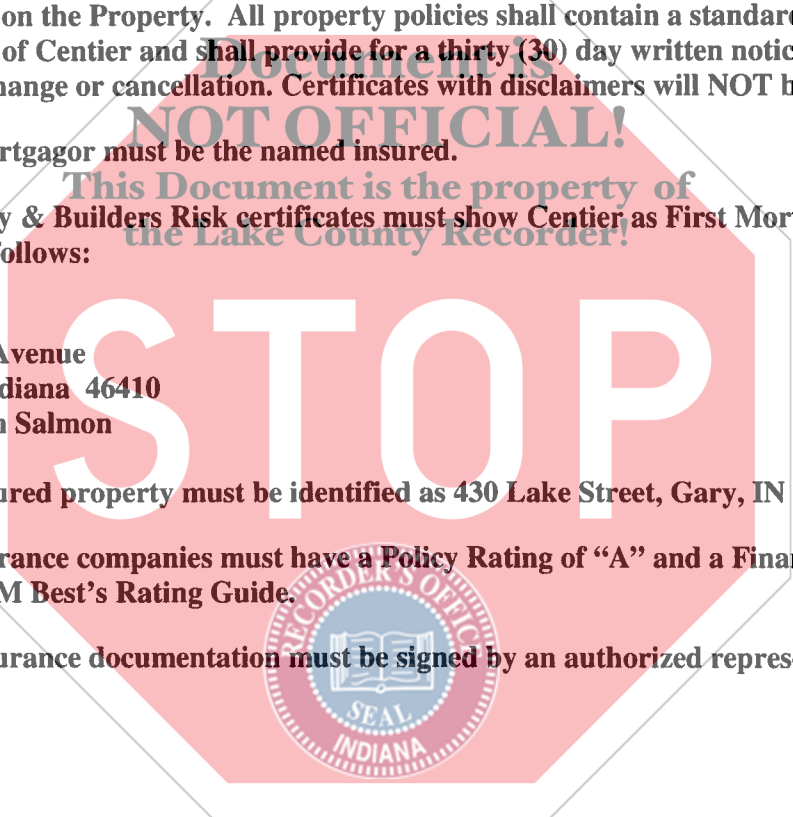 on the Property. All property policies shall contain a standard
of Centier and shall provide for a thirty (30) day written notic
hange or cancellation. Certificates with disclaimers will NOT b
Document is
NOT OFFICIAL!
This Document is the property of
the Lake County Recorder!
rtgagor must be the named insured.
y & Builders Risk certificates must show Centier as First Mor
ollows:
STOP
Avenue
diana 46410
n Salmon
ured property must be identified as 430 Lake Street, Gary, IN
rance companies must have a Policy Rating of “A” and a Finan
M Best’s Rating Guide.
urance documentation must be signed by an authorized repres
RECORDER'S OFFICE
SEAL
INDIANA